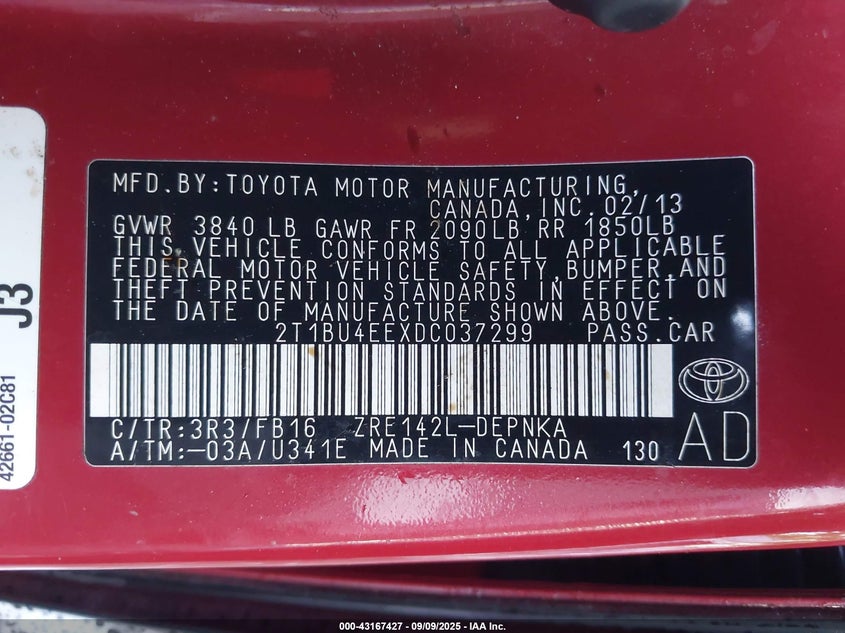 MFD.BY:TOYOTA MOTOR MANUFACTURING,
CANADA,INC. 02/13
GVWR 3840 LB GAWR FR 2090LB RR 1850LB
THIS VEHICLE CONFORMS TO ALL APPLICABLE
FEDERAL MOTOR VEHICLE SAFETY,BUMPER,AND
THEFT PREVENTION STANDARDS IN EFFECT ON
THE DATE OF MANUFACTURE SHOWN ABOVE.
2T1BU4EEXDC037299 PASS.CAR
C/TR:3R3/FB16 ZRE142L-DEPNKA
A/TM:-03A/U341E MADE IN CANADA 130
AD
J3
42661-02C81
000-43167427 - 09/09/2025 - IAA Inc.